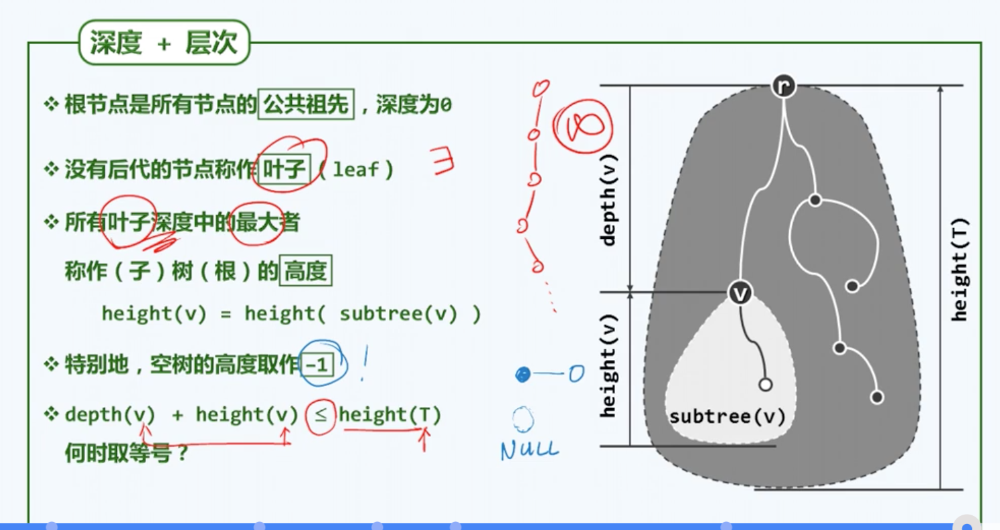 深度 + 层次
❖ 根节点是所有节点的公共祖先，深度为0
❖ 没有后代的节点称作叶子（leaf）
∃
❖ 所有叶子深度中的最大者
称作（子）树（根）的高度
height(v) = height( subtree(v) )
❖ 特别地，空树的高度取作-1
!
❖ depth(v) + height(v) ≤ height(T)
何时取等号？
NULL
r
depth(v)
v
height(v)
subtree(v)
height(T)